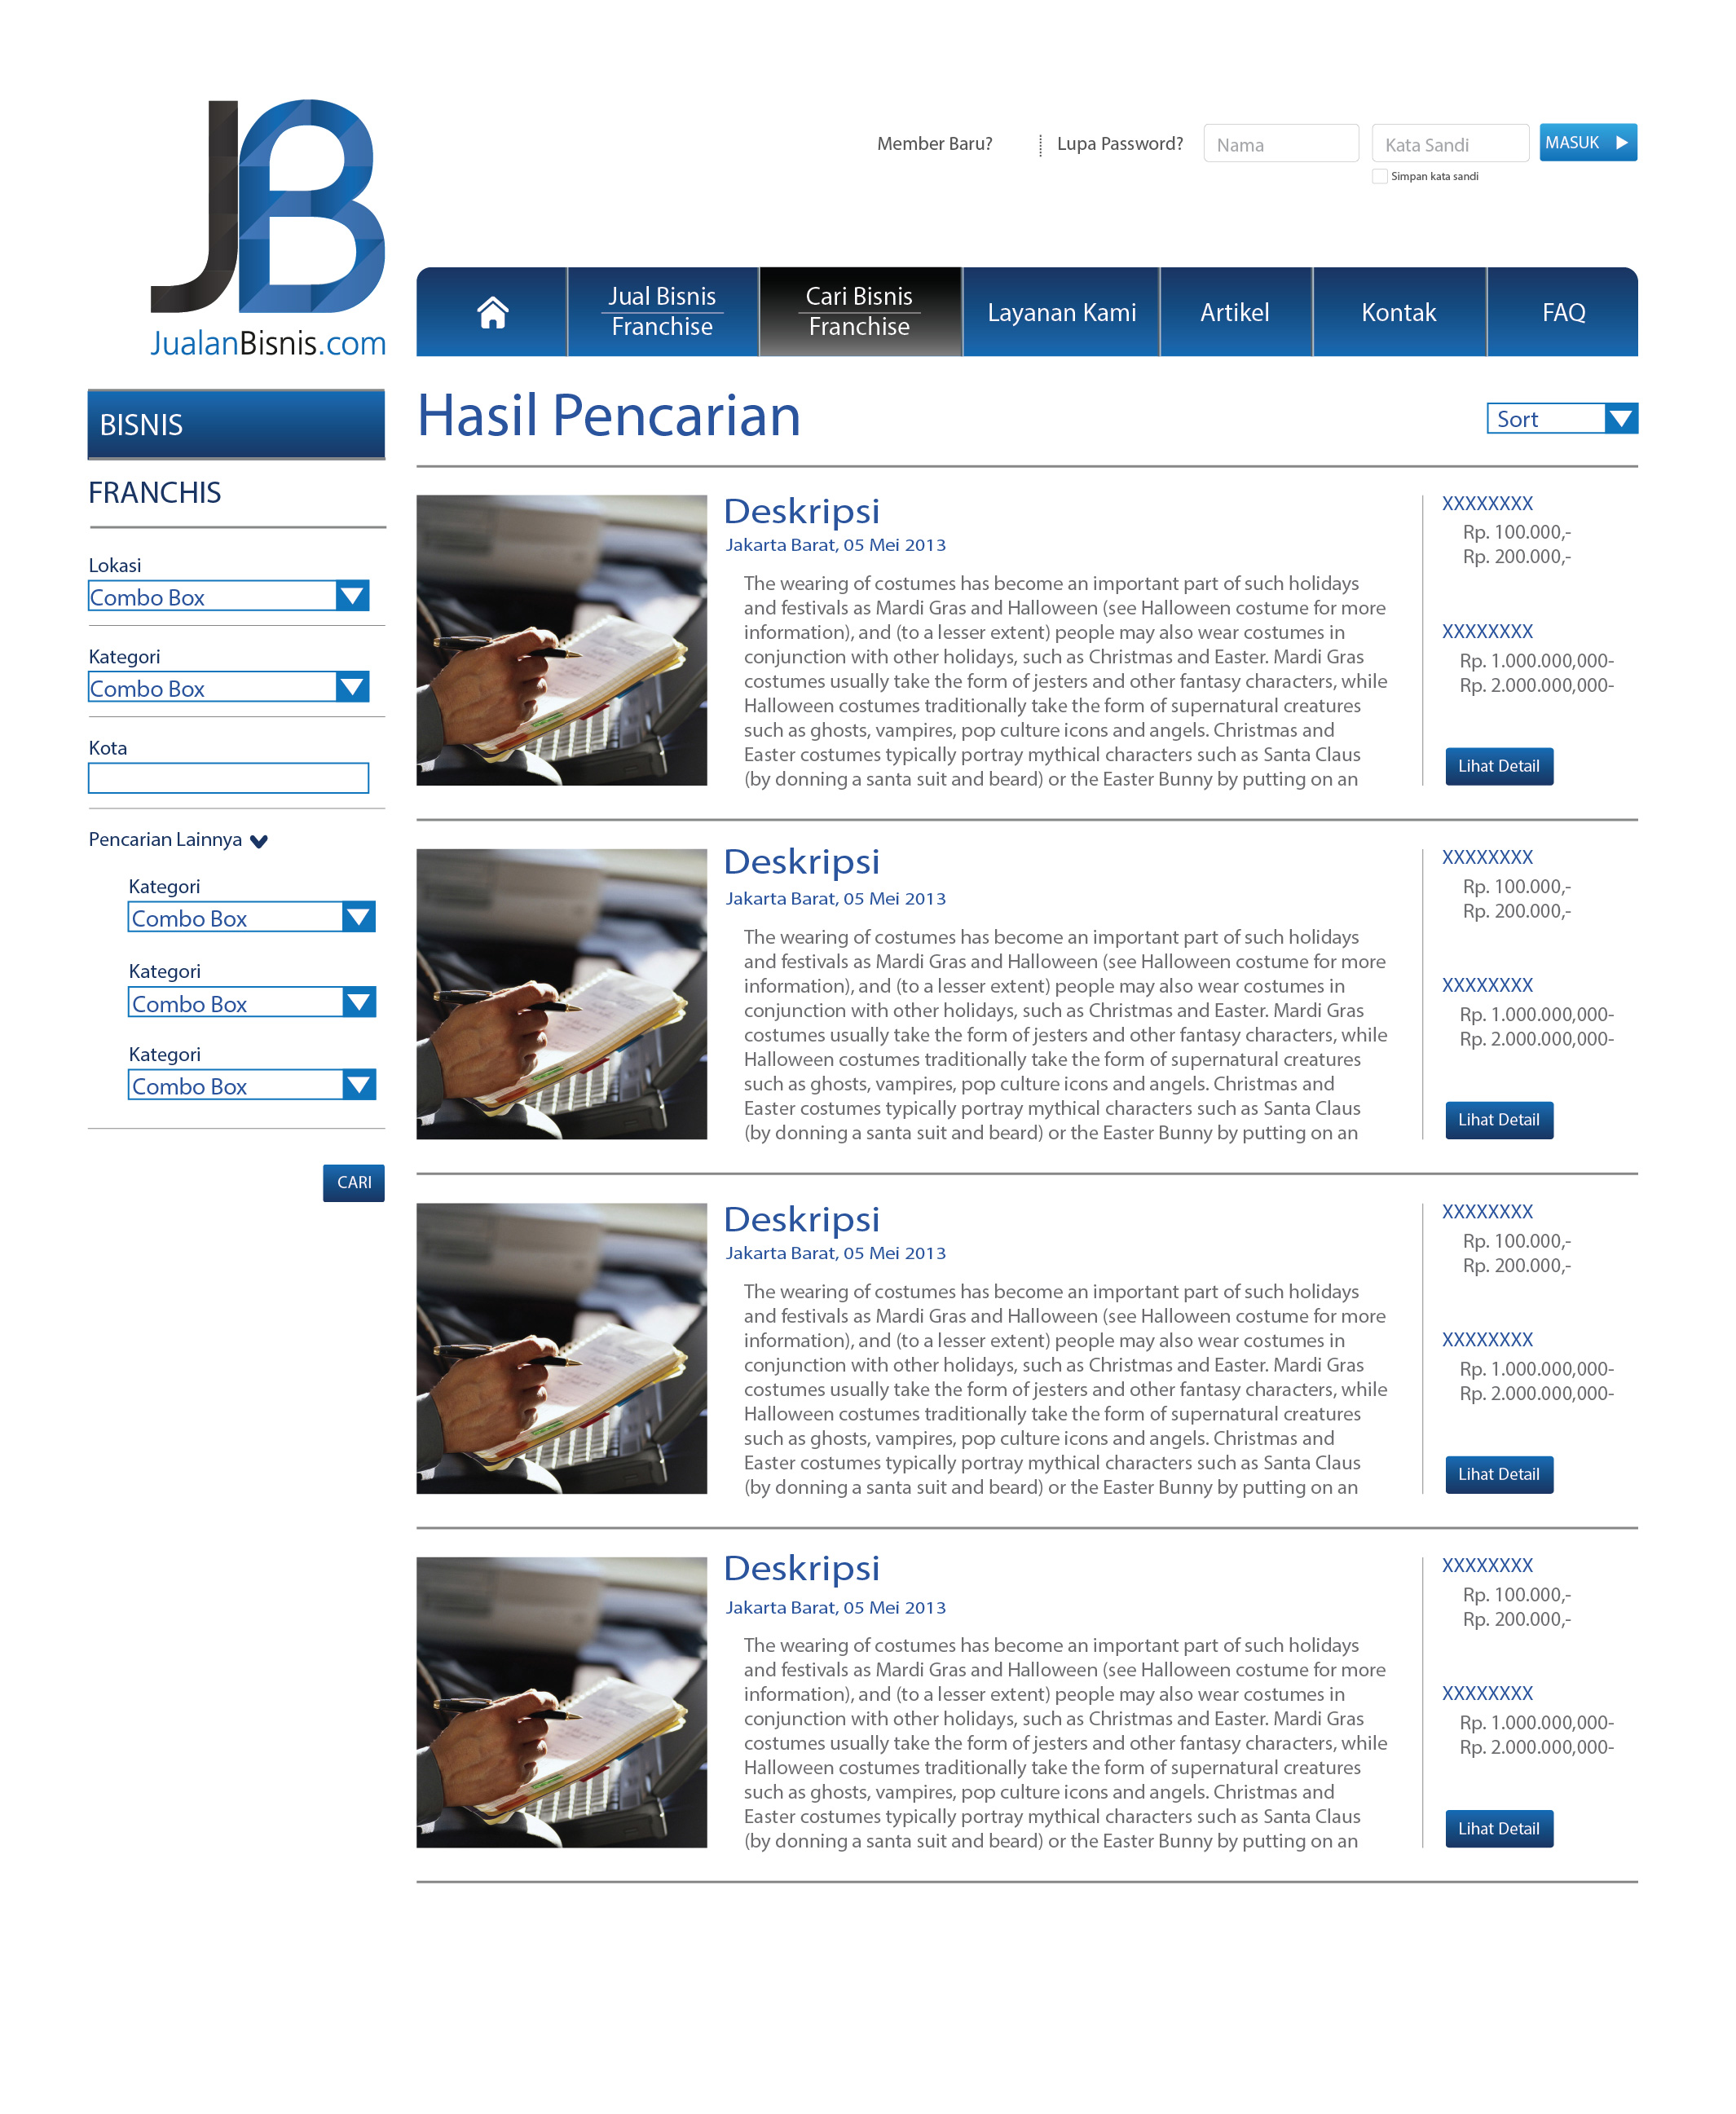 JB
JualanBisnis.com
Member Baru?
Lupa Password?
Nama
Kata Sandi
MASUK
Simpan kata sandi
Jual Bisnis
Franchise
Cari Bisnis
Franchise
Layanan Kami
Artikel
Kontak
FAQ
BISNIS
FRANCHIS
Lokasi
Combo Box
Kategori
Combo Box
Kota
Pencarian Lainnya
Kategori
Combo Box
Kategori
Combo Box
Kategori
Combo Box
CARI
Hasil Pencarian
Sort
Deskripsi
Jakarta Barat, 05 Mei 2013
The wearing of costumes has become an important part of such holidays
and festivals as Mardi Gras and Halloween (see Halloween costume for more
information), and (to a lesser extent) people may also wear costumes in
conjunction with other holidays, such as Christmas and Easter. Mardi Gras
costumes usually take the form of jesters and other fantasy characters, while
Halloween costumes traditionally take the form of supernatural creatures
such as ghosts, vampires, pop culture icons and angels. Christmas and
Easter costumes typically portray mythical characters such as Santa Claus
(by donning a santa suit and beard) or the Easter Bunny by putting on an
XXXXXXXX
Rp. 100.000,-
Rp. 200.000,-
XXXXXXXX
Rp. 1.000.000,000-
Rp. 2.000.000,000-
Lihat Detail
Deskripsi
Jakarta Barat, 05 Mei 2013
The wearing of costumes has become an important part of such holidays
and festivals as Mardi Gras and Halloween (see Halloween costume for more
information), and (to a lesser extent) people may also wear costumes in
conjunction with other holidays, such as Christmas and Easter. Mardi Gras
costumes usually take the form of jesters and other fantasy characters, while
Halloween costumes traditionally take the form of supernatural creatures
such as ghosts, vampires, pop culture icons and angels. Christmas and
Easter costumes typically portray mythical characters such as Santa Claus
(by donning a santa suit and beard) or the Easter Bunny by putting on an
XXXXXXXX
Rp. 100.000,-
Rp. 200.000,-
XXXXXXXX
Rp. 1.000.000,000-
Rp. 2.000.000,000-
Lihat Detail
Deskripsi
Jakarta Barat, 05 Mei 2013
The wearing of costumes has become an important part of such holidays
and festivals as Mardi Gras and Halloween (see Halloween costume for more
information), and (to a lesser extent) people may also wear costumes in
conjunction with other holidays, such as Christmas and Easter. Mardi Gras
costumes usually take the form of jesters and other fantasy characters, while
Halloween costumes traditionally take the form of supernatural creatures
such as ghosts, vampires, pop culture icons and angels. Christmas and
Easter costumes typically portray mythical characters such as Santa Claus
(by donning a santa suit and beard) or the Easter Bunny by putting on an
XXXXXXXX
Rp. 100.000,-
Rp. 200.000,-
XXXXXXXX
Rp. 1.000.000,000-
Rp. 2.000.000,000-
Lihat Detail
Deskripsi
Jakarta Barat, 05 Mei 2013
The wearing of costumes has become an important part of such holidays
and festivals as Mardi Gras and Halloween (see Halloween costume for more
information), and (to a lesser extent) people may also wear costumes in
conjunction with other holidays, such as Christmas and Easter. Mardi Gras
costumes usually take the form of jesters and other fantasy characters, while
Halloween costumes traditionally take the form of supernatural creatures
such as ghosts, vampires, pop culture icons and angels. Christmas and
Easter costumes typically portray mythical characters such as Santa Claus
(by donning a santa suit and beard) or the Easter Bunny by putting on an
XXXXXXXX
Rp. 100.000,-
Rp. 200.000,-
XXXXXXXX
Rp. 1.000.000,000-
Rp. 2.000.000,000-
Lihat Detail